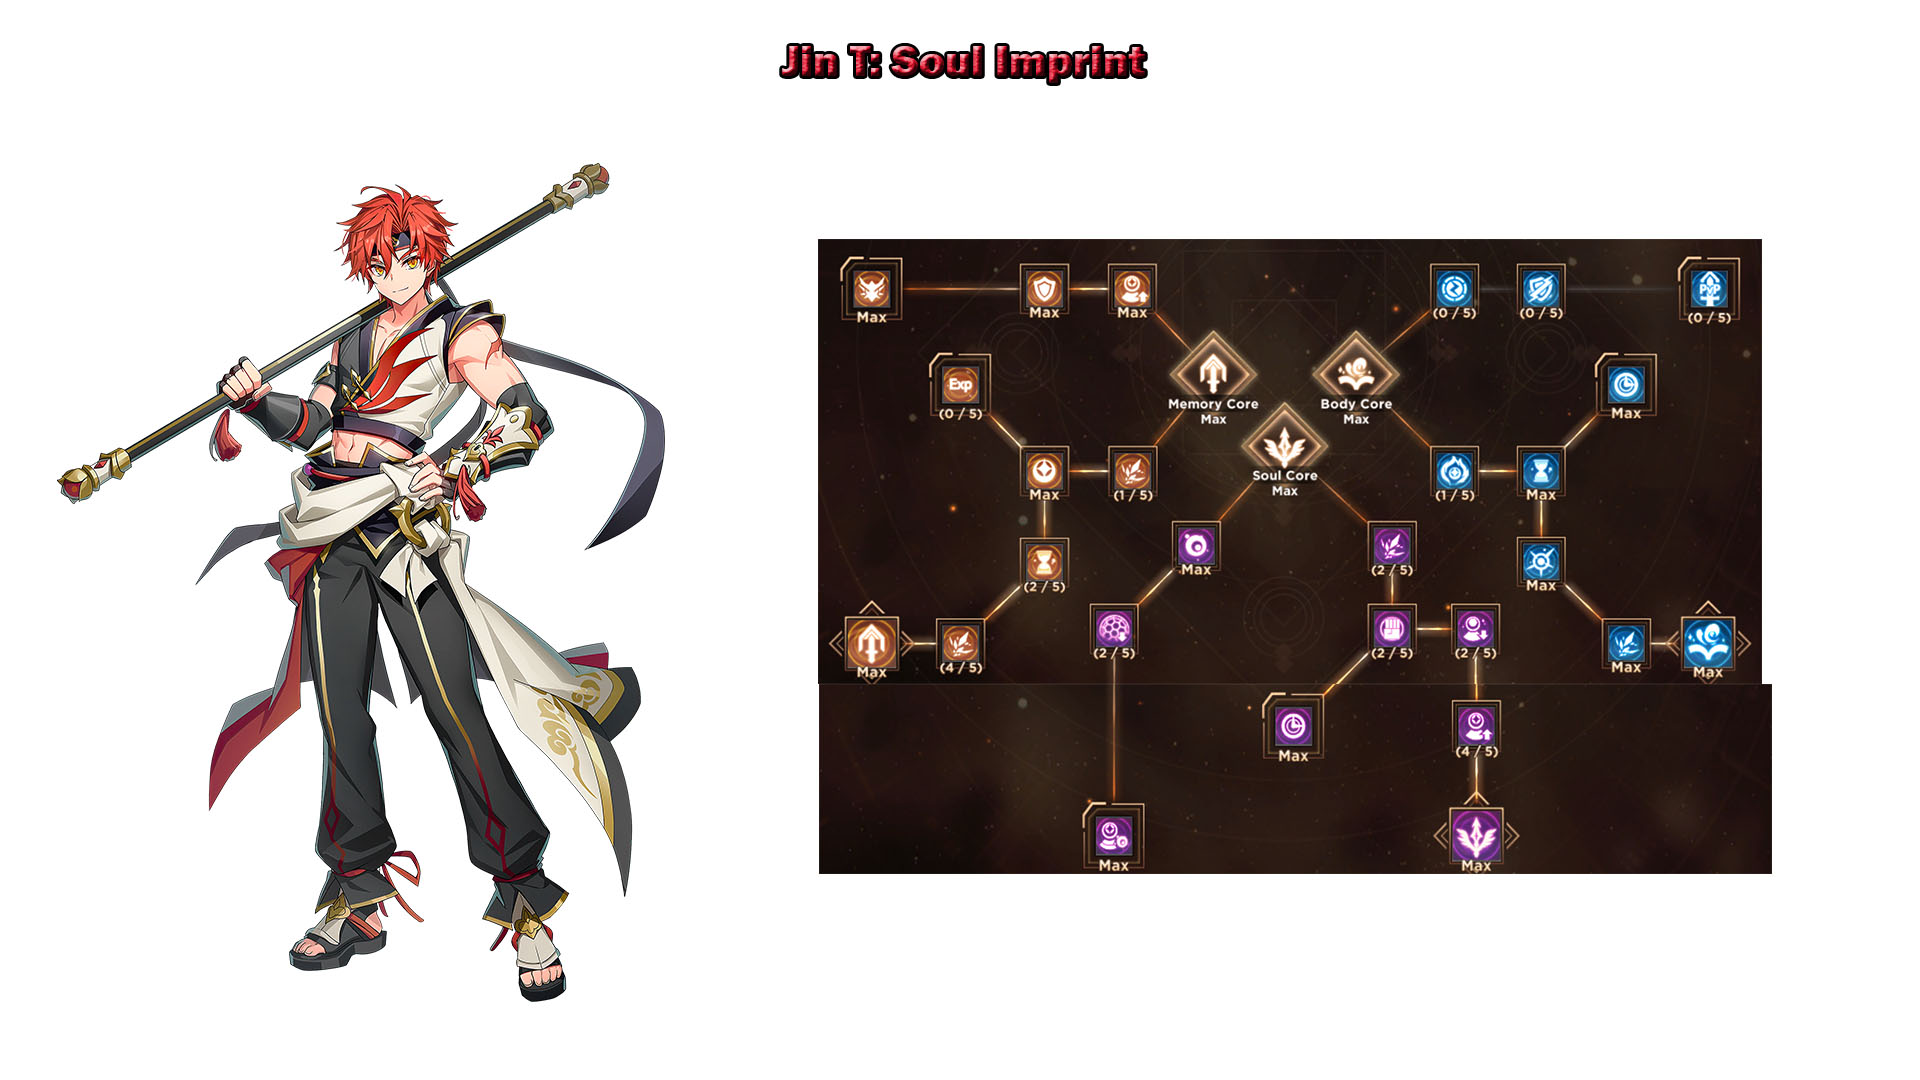 Jin T: Soul Imprint
Max
Max
Max
(0 / 5)
(0 / 5)
PvP
(0 / 5)
Exp
(0 / 5)
Memory Core
Max
Body Core
Max
Max
Soul Core
Max
Max
(1 / 5)
(1 / 5)
Max
Max
(2 / 5)
(2 / 5)
Max
Max
(4 / 5)
(2 / 5)
(2 / 5)
(2 / 5)
Max
Max
Max
(4 / 5)
Max
Max